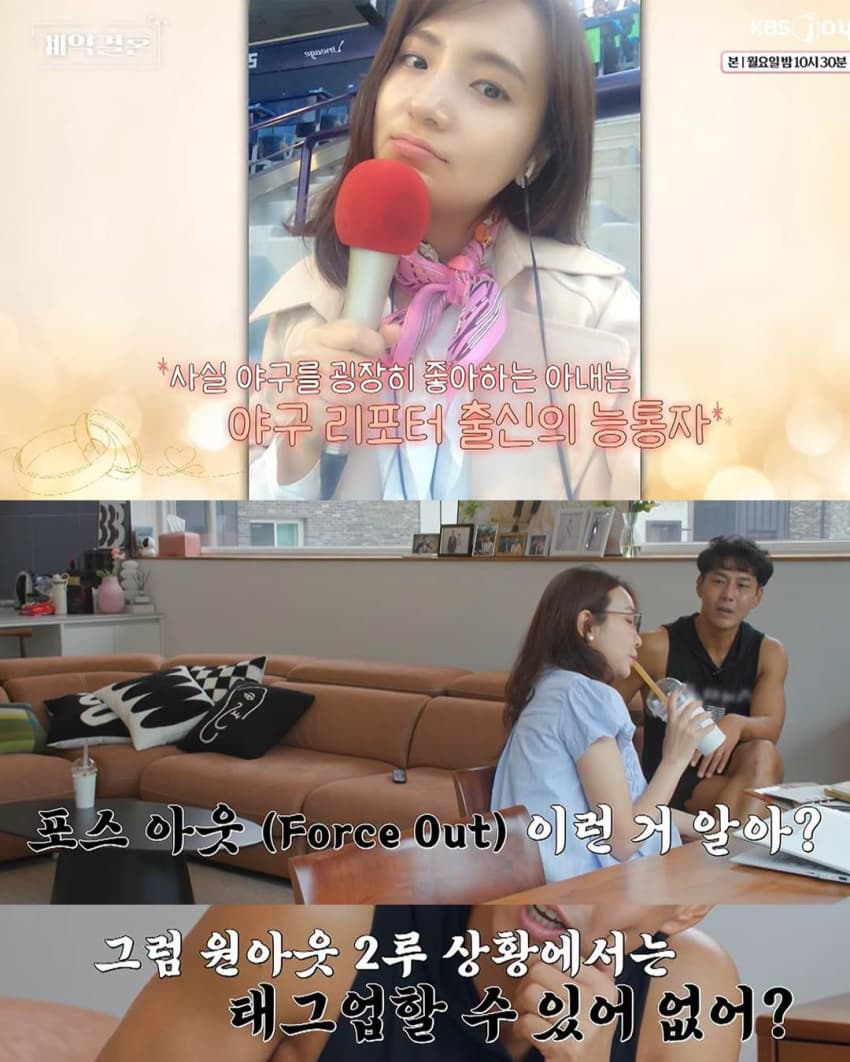 계약결혼
KBS joy
본 | 월요일 밤 10시 30분
Lineage
*사실 야구를 굉장히 좋아하는 아내는
야구 리포터 출신의 능통자*
포스 아웃 (Force Out) 이런 거 알아?
그럼 원아웃 2루 상황에서는
태그업할 수 있어 없어?